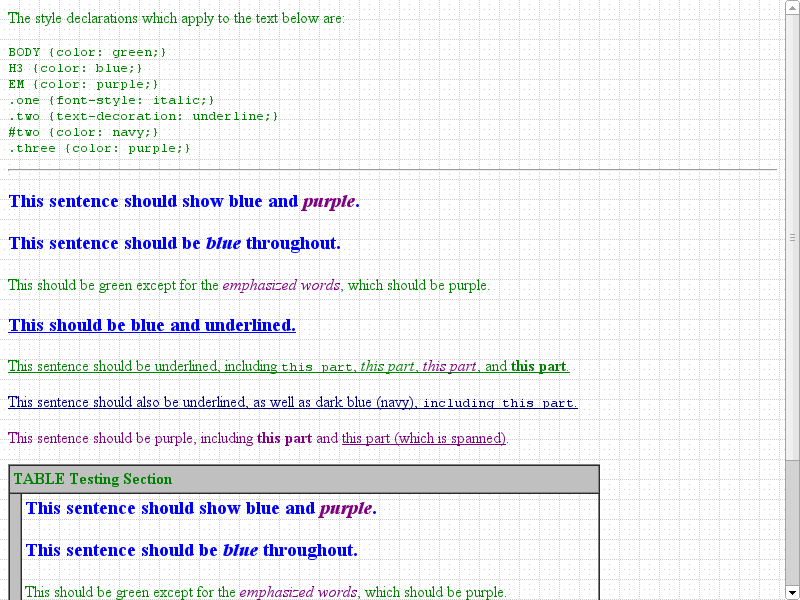 The style declarations which apply to the text below are:
BODY {color: green;}
H3 {color: blue;}
EM {color: purple;}
.one {font-style: italic;}
.two {text-decoration: underline;}
#two {color: navy;}
.three {color: purple;}
This sentence should show blue and purple.
This sentence should be blue throughout.
This should be green except for the emphasized words, which should be purple.
This should be blue and underlined.
This sentence should be underlined, including this part, this part, this part, and this part.
This sentence should also be underlined, as well as dark blue (navy), including this part.
This sentence should be purple, including this part and this part (which is spanned).
TABLE Testing Section
This sentence should show blue and purple.
This sentence should be blue throughout.
This should be green except for the emphasized words, which should be purple.